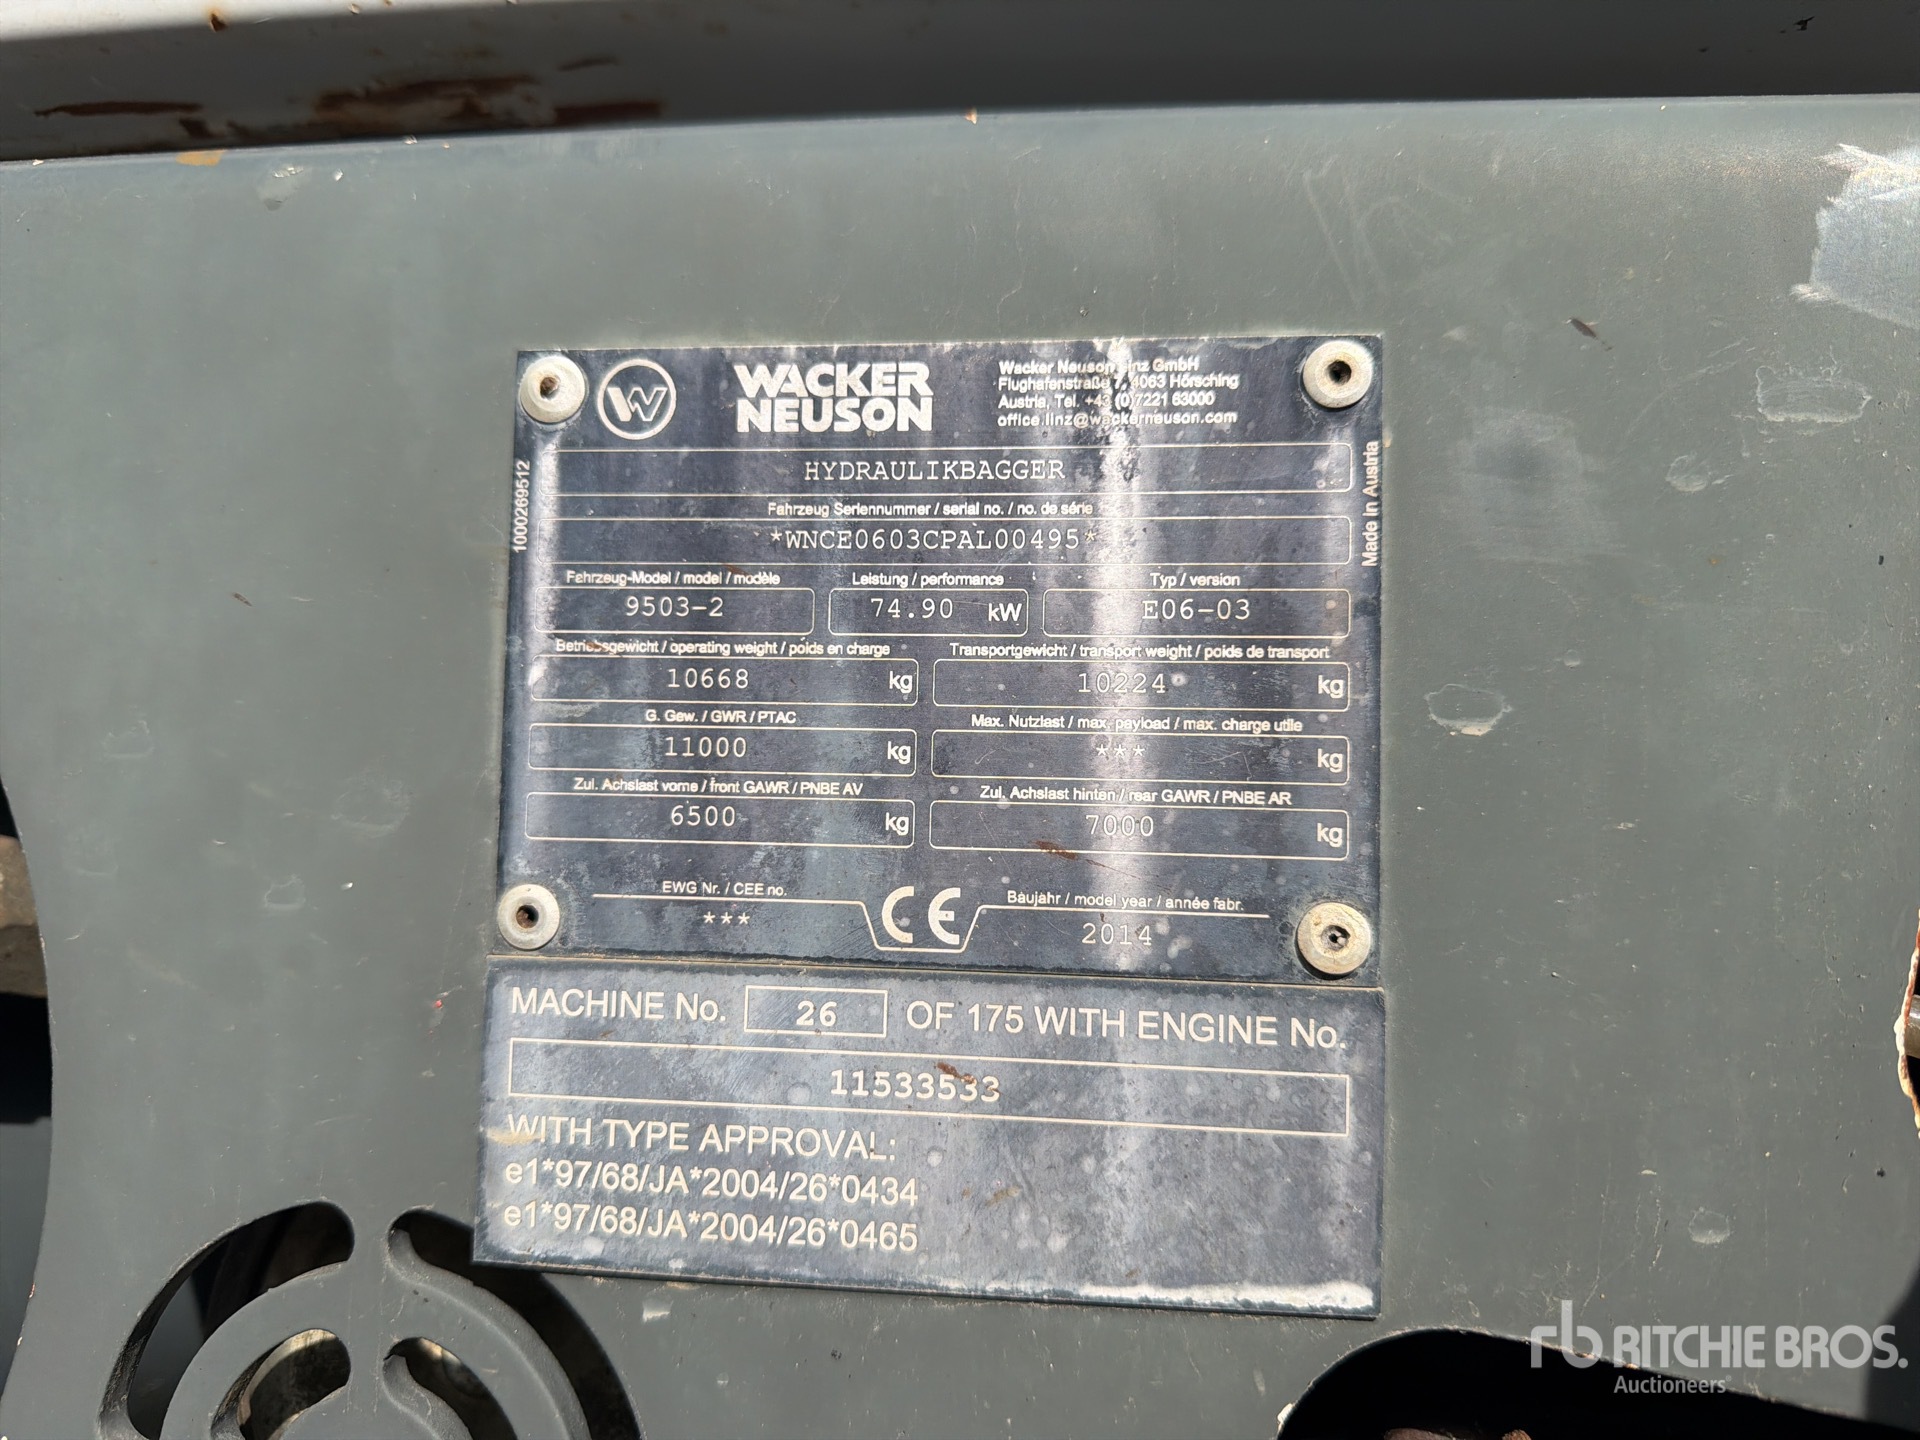 WACKER
NEUSON
Wacker Neuson Linz GmbH
Flughafenstraße 7, 4063 Hörsching
Austria, Tel. +43 (0)7221 63000
office.linz@wackerneuson.com
1000269512
Made in Austria
HYDRAULIKBAGGER
Fahrzeug Seriennummer / serial no. / no. de série
*WNCE0603CPAL00495*
Fahrzeug-Model / model / modèle Leistung / performance Typ / version
9503-2 74.90 kW E06-03
Betriebsgewicht / operating weight / poids en charge Transportgewicht / transport weight / poids de transport
10668 kg 10224 kg
G. Gew. / GWR / PTAC Max. Nutzlast / max. payload / max. charge utile
11000 kg *** kg
Zul. Achslast vorne / front GAWR / PNBE AV Zul. Achslast hinten / rear GAWR / PNBE AR
6500 kg 7000 kg
EWG Nr. / CEE no. CE Baujahr / model year / année fabr.
*** 2014
MACHINE No. 26 OF 175 WITH ENGINE No.
11533533
WITH TYPE APPROVAL:
e1*97/68/JA*2004/26*0434
e1*97/68/JA*2004/26*0465
rb RITCHIE BROS.
Auctioneers